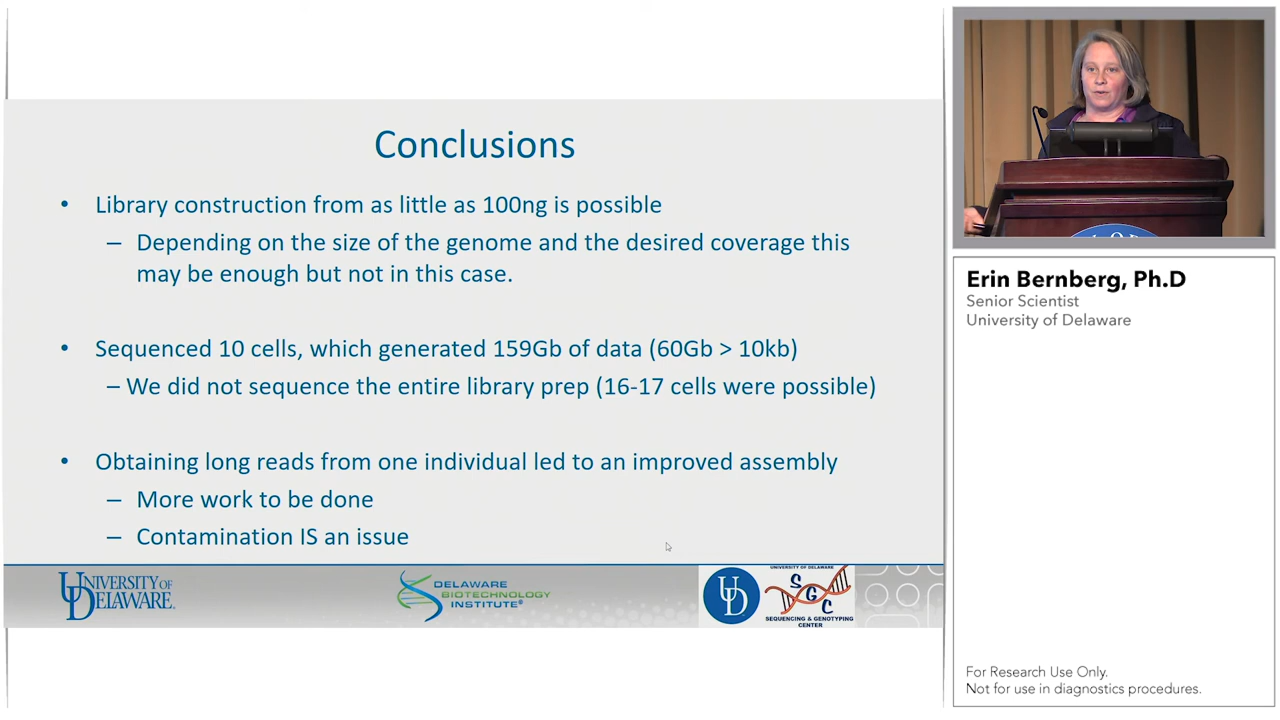 Conclusions
• Library construction from as little as 100ng is possible
– Depending on the size of the genome and the desired coverage this
may be enough but not in this case.
• Sequenced 10 cells, which generated 159Gb of data (60Gb > 10kb)
– We did not sequence the entire library prep (16-17 cells were possible)
• Obtaining long reads from one individual led to an improved assembly
– More work to be done
– Contamination IS an issue
UNIVERSITY OF
DELAWARE
DELAWARE
BIOTECHNOLOGY
INSTITUTE®
UD
UNIVERSITY OF DELAWARE
SGC
SEQUENCING & GENOTYPING
CENTER
Erin Bernberg, Ph.D
Senior Scientist
University of Delaware
For Research Use Only.
Not for use in diagnostics procedures.